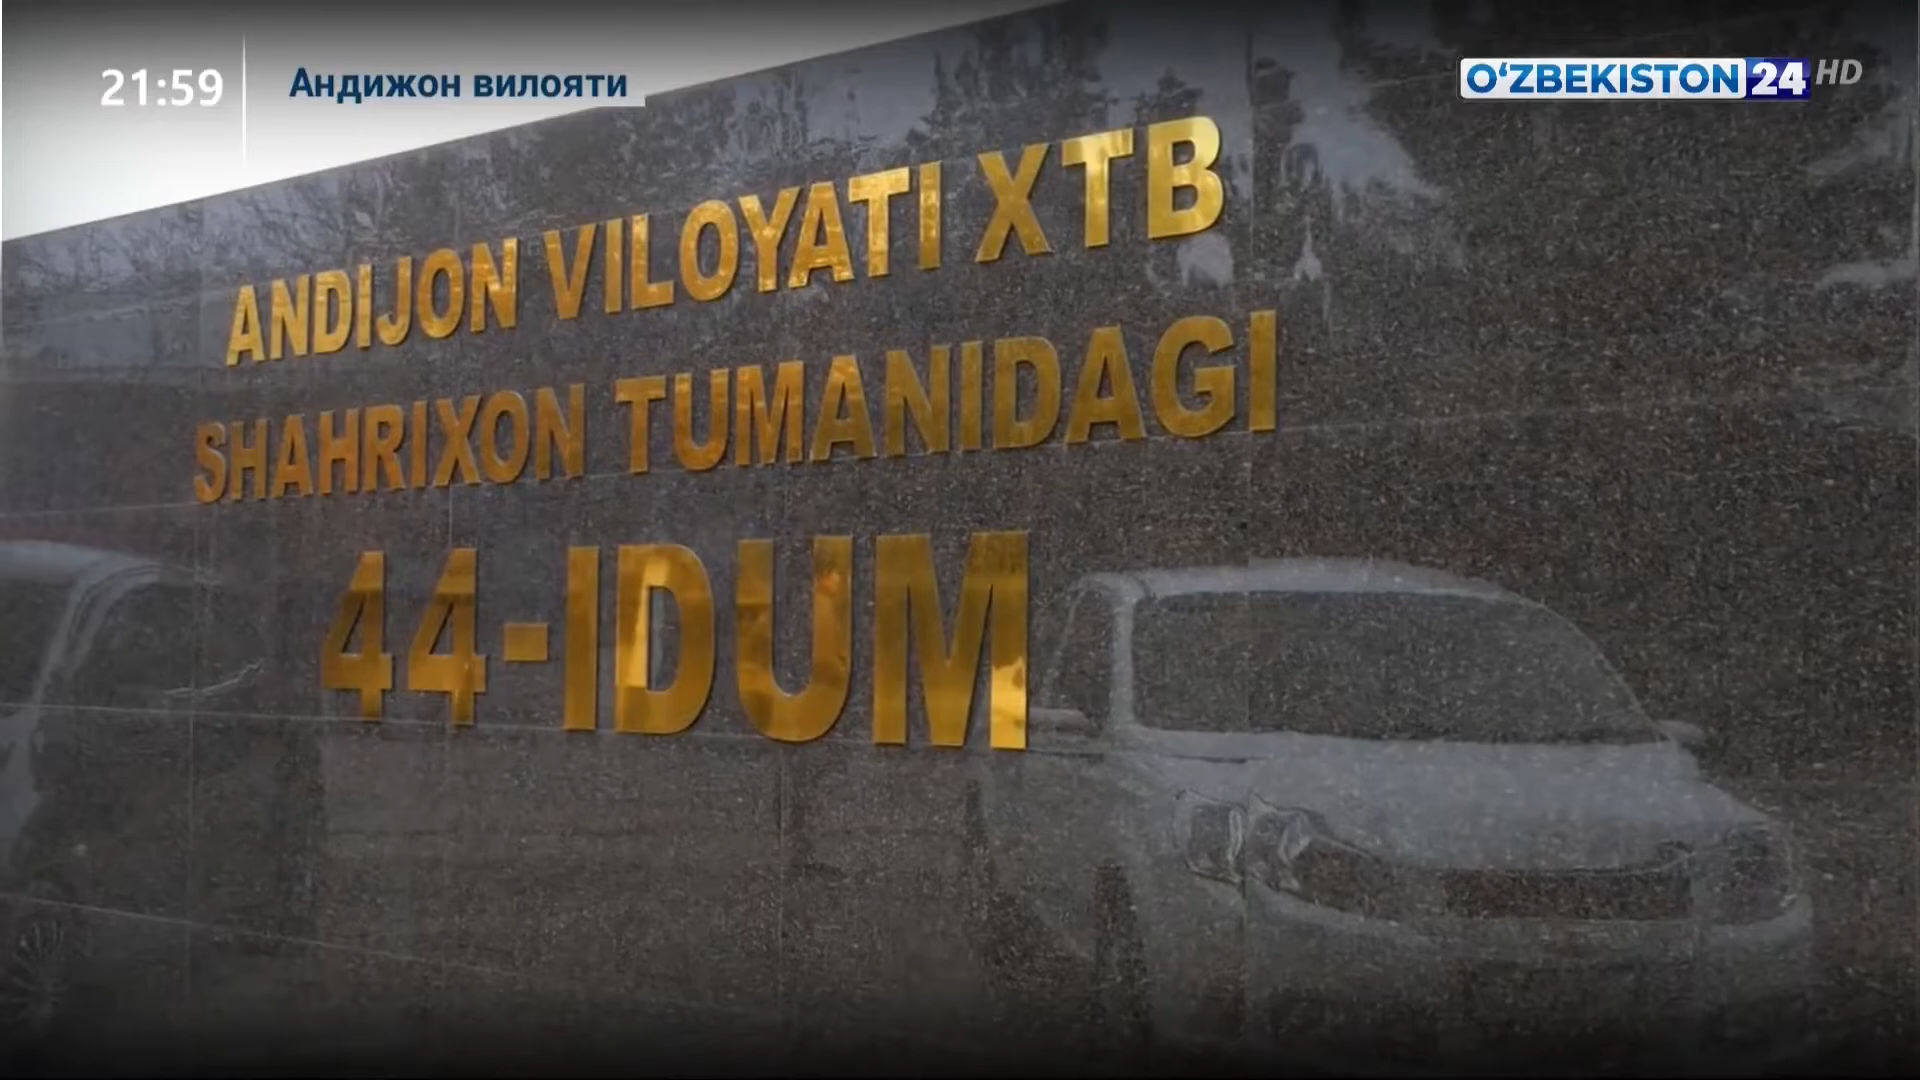 21:59
Андижон вилояти
O‘ZBEKISTON 24 HD
ANDIJON VILOYATI XTB
SHAHRIXON TUMANIDAGI
44-IDUM